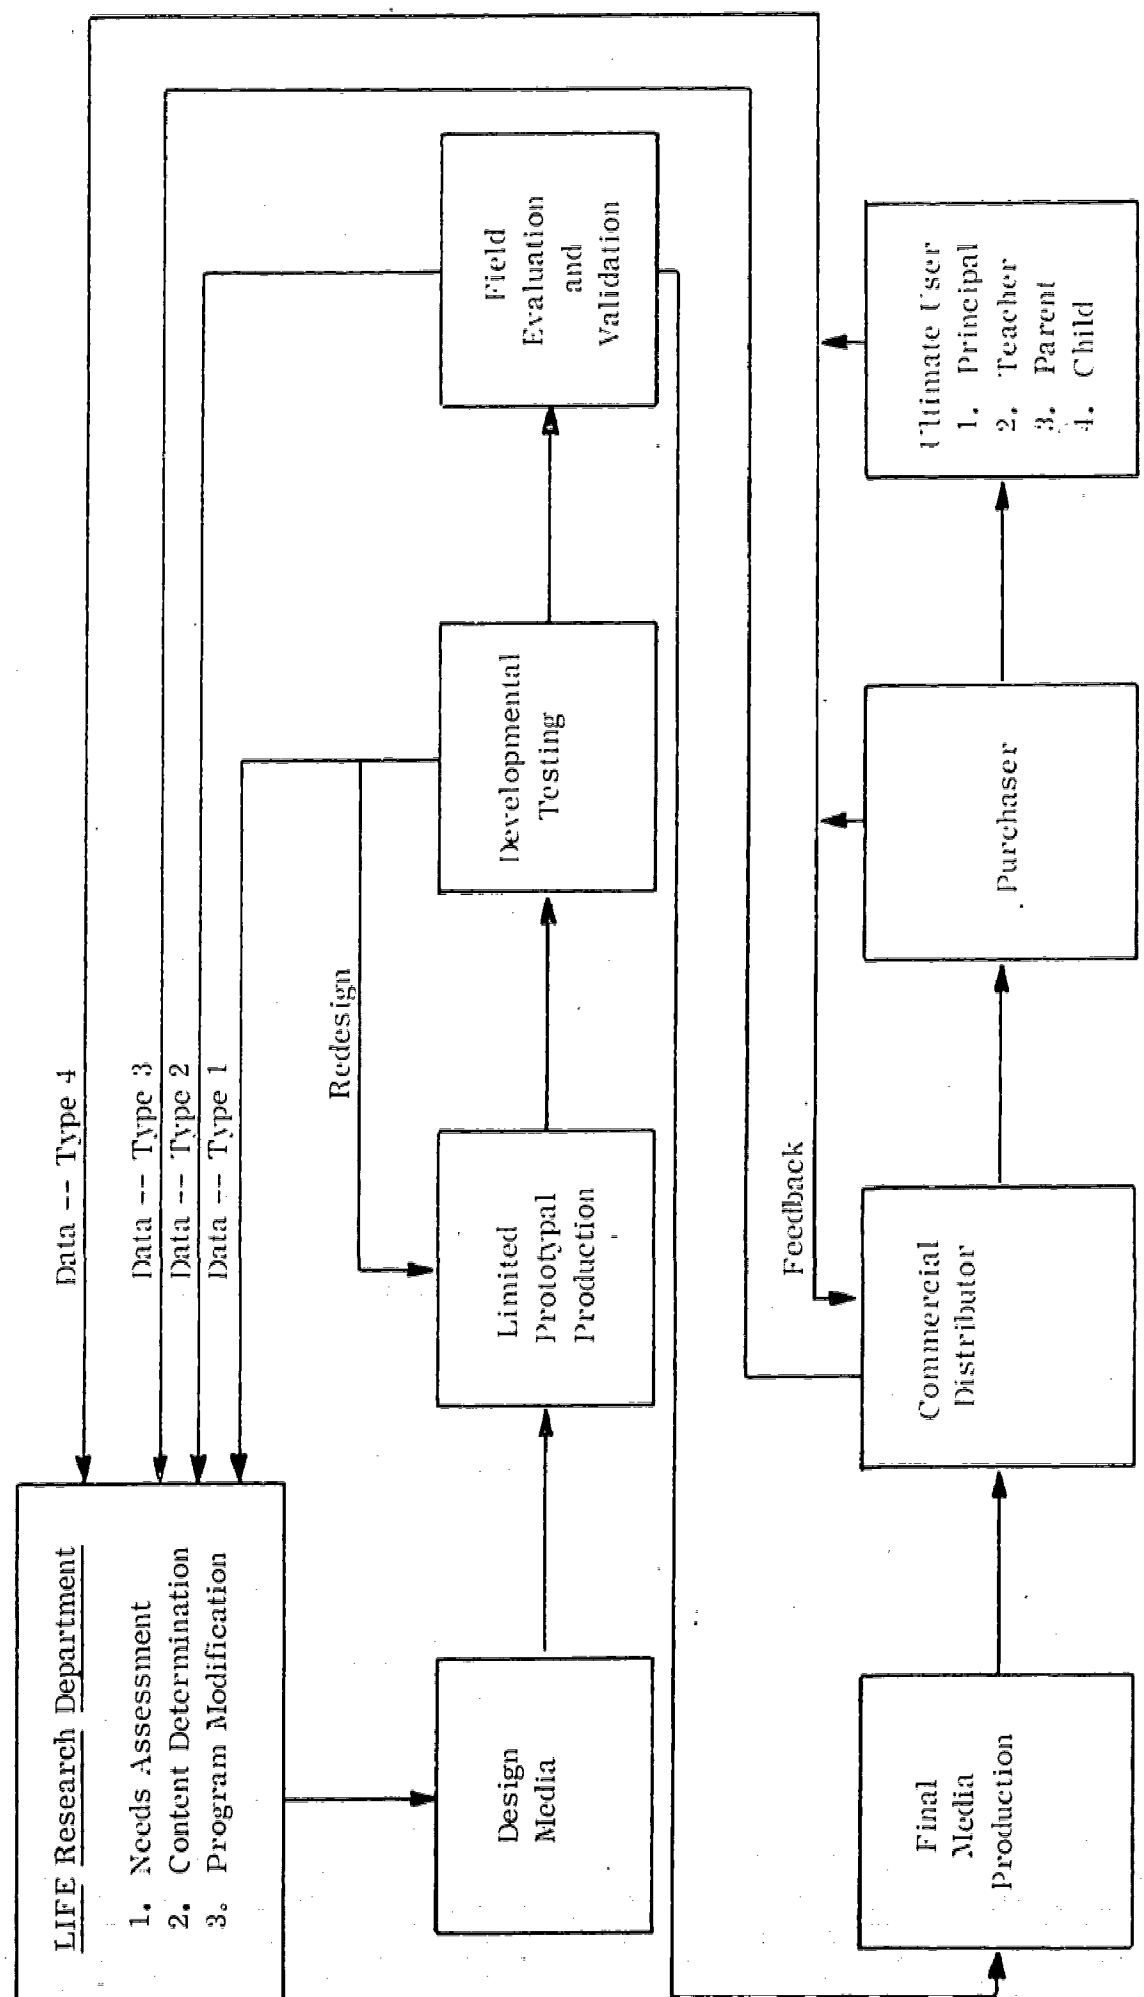 LIFE Research Department
1. Needs Assessment
2. Content Determination
3. Program Modification
Data -- Type 4
Data -- Type 3
Data -- Type 2
Data -- Type 1
Redesign
Design
Media
Limited
Prototypal
Production
Developmental
Testing
Field
Evaluation
and
Validation
Feedback
Final
Media
Production
Commercial
Distributor
Purchaser
Ultimate User
1. Principal
2. Teacher
3. Parent
4. Child